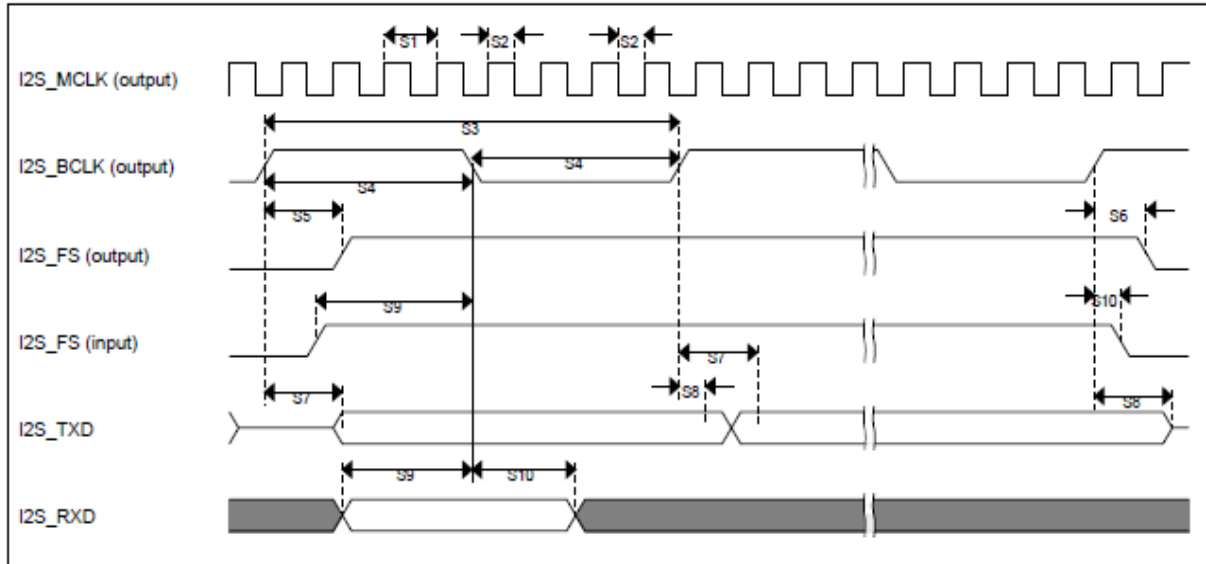 S1 S2 S2
I2S_MCLK (output)
S3
I2S_BCLK (output) S4
S4
S5 S6
I2S_FS (output)
S9 S10
I2S_FS (input)
S7
S7 S8 S8
I2S_TXD
S9 S10
I2S_RXD